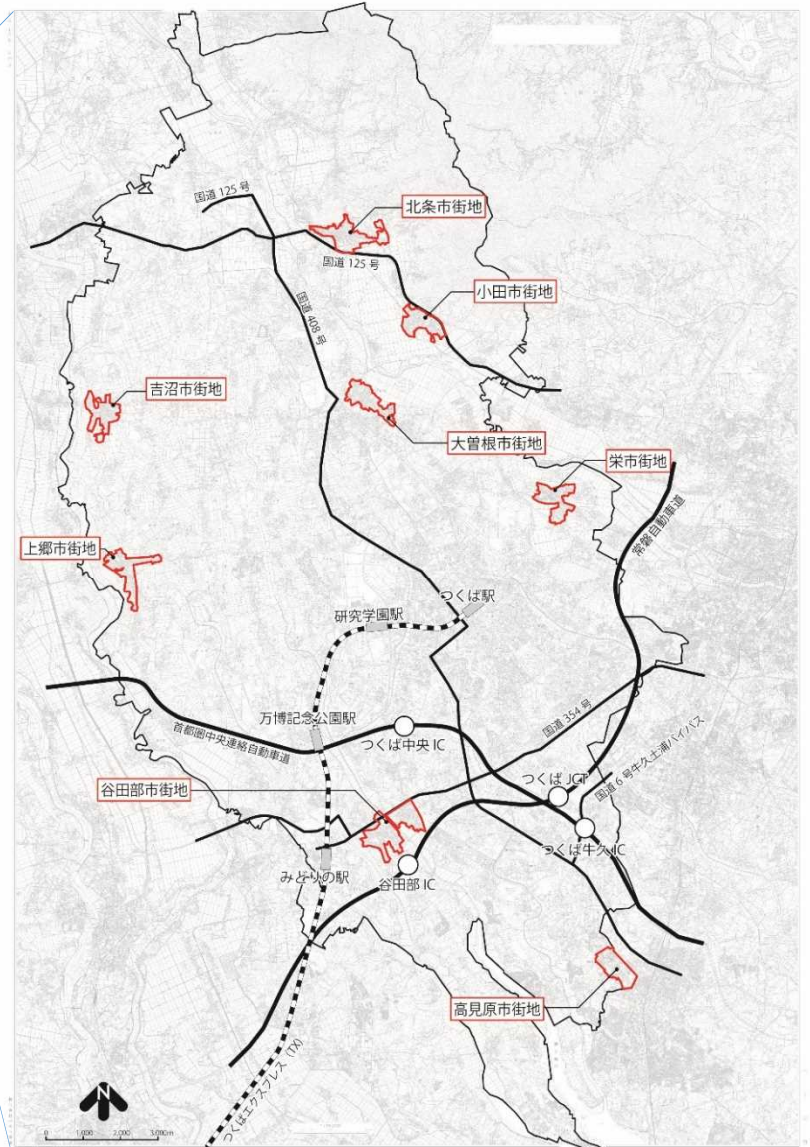 国道 125 号
北条市街地
国道 125 号
小田市街地
国道 408 号
吉沼市街地
大曽根市街地
栄市街地
常磐自動車道
上郷市街地
つくば駅
研究学園駅
万博記念公園駅
国道 354 号
首都圏中央連絡自動車道
つくば中央 IC
国道 6 号牛久土浦バイパス
つくば JCT
谷田部市街地
つくば牛久 IC
みどりの駅
谷田部 IC
高見原市街地
つくばエクスプレス（TX）
N
0 1,000 2,000 3,000m